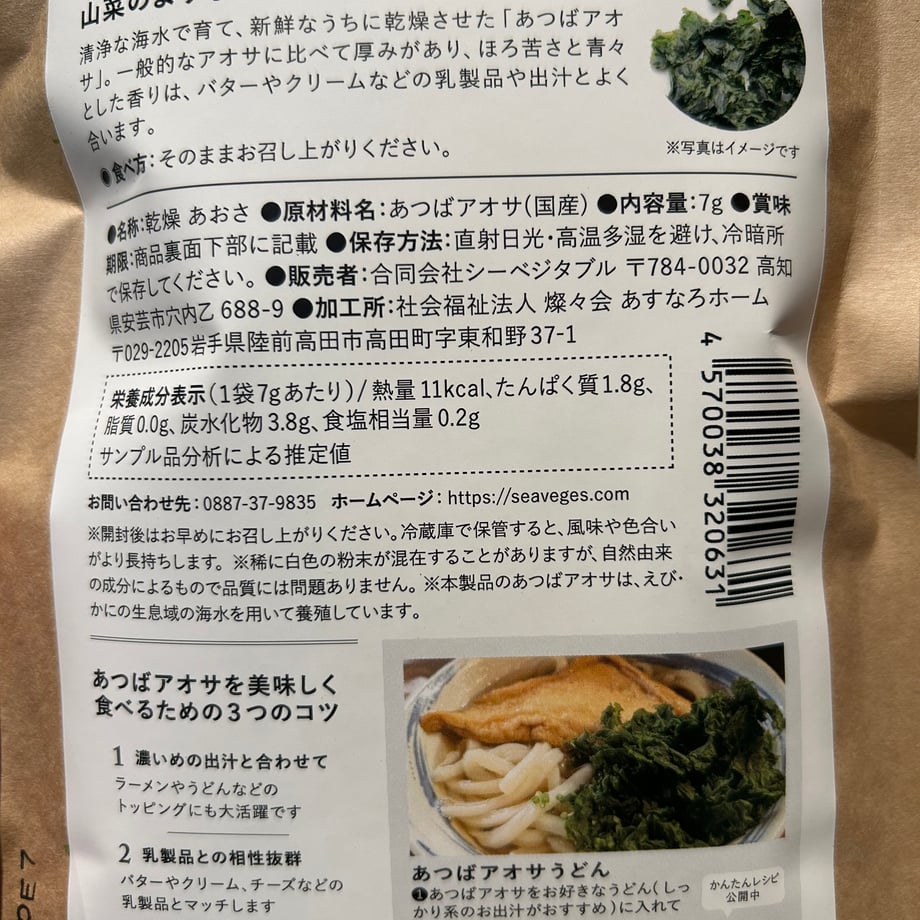 山菜のよう
清浄な海水で育て、新鮮なうちに乾燥させた「あつばアオ
サ」。一般的なアオサに比べて厚みがあり、ほろ苦さと青々
とした香りは、バターやクリームなどの乳製品や出汁とよく
合います。
●食べ方：そのままお召し上がりください。
※写真はイメージです
●名称：乾燥 あおさ ●原材料名：あつばアオサ（国産） ●内容量：7g ●賞味
期限：商品裏面下部に記載 ●保存方法：直射日光・高温多湿を避け、冷暗所
で保存してください。 ●販売者：合同会社シーベジタブル 〒784-0032 高知
県安芸市穴内乙 688-9 ●加工所：社会福祉法人 燦々会 あすなろホーム
〒029-2205 岩手県陸前高田市高田町字東和野 37-1
栄養成分表示（1袋7gあたり）/ 熱量 11kcal、たんぱく質 1.8g、
脂質 0.0g、炭水化物 3.8g、食塩相当量 0.2g
サンプル品分析による推定値
4 570038 320631
お問い合わせ先：0887-37-9835 ホームページ：https://seaveges.com
※開封後はお早めにお召し上がりください。冷蔵庫で保管すると、風味や色合い
がより長持ちします。 ※稀に白色の粉末が混在することがありますが、自然由来
の成分によるもので品質には問題ありません。 ※本製品のあつばアオサは、えび・
かにの生息域の海水を用いて養殖しています。
あつばアオサを美味しく
食べるための3つのコツ
1 濃いめの出汁と合わせて
ラーメンやうどんなどの
トッピングにも大活躍です
2 乳製品との相性抜群
バターやクリーム、チーズなどの
乳製品とマッチします
あつばアオサうどん
❶あつばアオサをお好きなうどん（しっ
かり系のお出汁がおすすめ）に入れて
かんたんレシピ
公開中